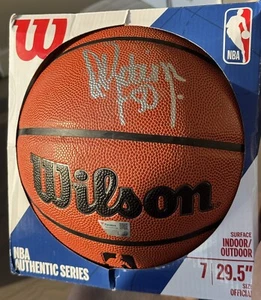 W
NBA
Wilson
NBA
AUTHENTIC SERIES
SURFACE
INDOOR/
OUTDOOR
7 29.5"
SIZE
OFFICIAL